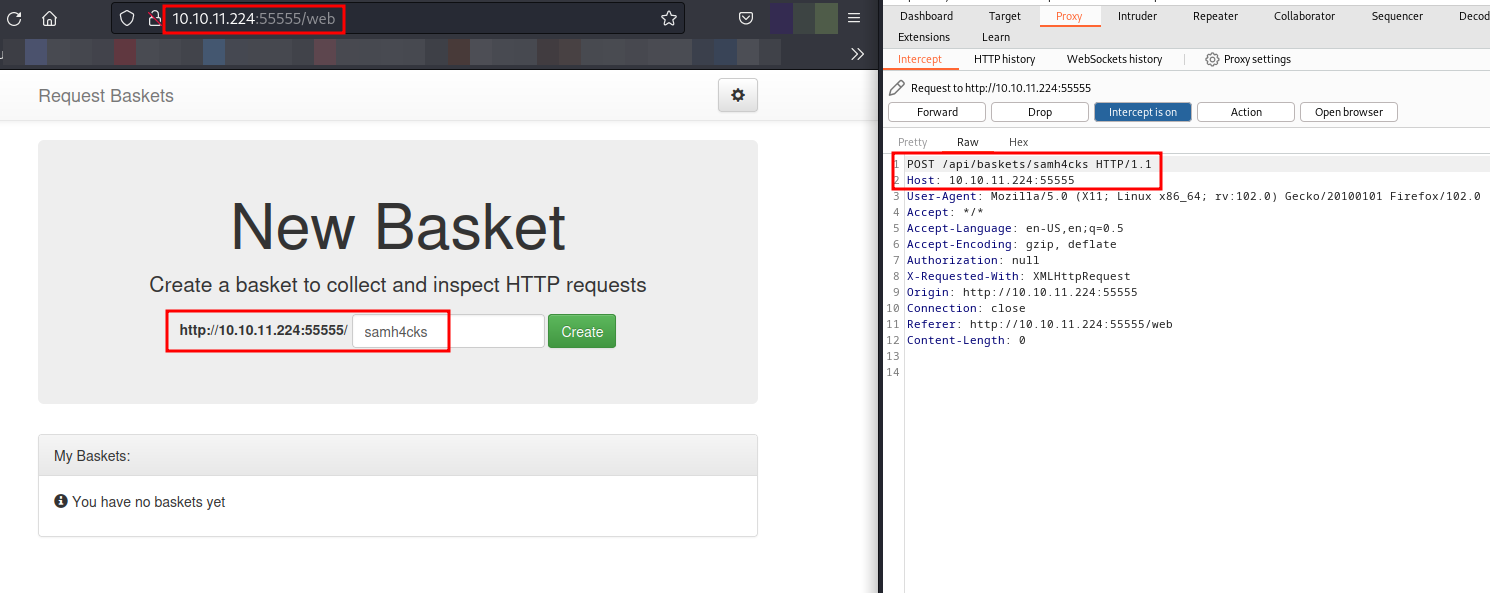 10.10.11.224:55555/web
Request Baskets
New Basket
Create a basket to collect and inspect HTTP requests
http://10.10.11.224:55555/ samh4cks Create
My Baskets:
You have no baskets yet
Dashboard Target Proxy Intruder Repeater Collaborator Sequencer Decod
Extensions Learn
Intercept HTTP history WebSockets history Proxy settings
Request to http://10.10.11.224:55555
Forward Drop Intercept is on Action Open browser
Pretty Raw Hex
1 POST /api/baskets/samh4cks HTTP/1.1
2 Host: 10.10.11.224:55555
3 User-Agent: Mozilla/5.0 (X11; Linux x86_64; rv:102.0) Gecko/20100101 Firefox/102.0
4 Accept: */*
5 Accept-Language: en-US,en;q=0.5
6 Accept-Encoding: gzip, deflate
7 Authorization: null
8 X-Requested-With: XMLHttpRequest
9 Origin: http://10.10.11.224:55555
10 Connection: close
11 Referer: http://10.10.11.224:55555/web
12 Content-Length: 0
13
14